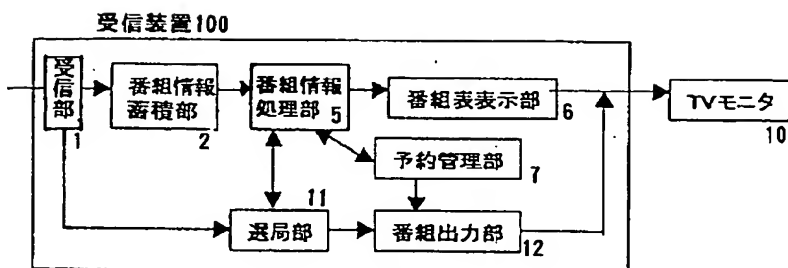 受信装置100
受信部
1
番組情報
蓄積部
2
番組情報
処理部
5
番組表表示部
6
TVモニタ
10
予約管理部
7
11
選局部
番組出力部
12